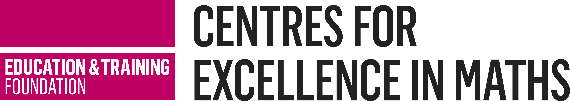 CENTRES FOR
EXCELLENCE IN MATHS
EDUCATION & TRAINING
FOUNDATION